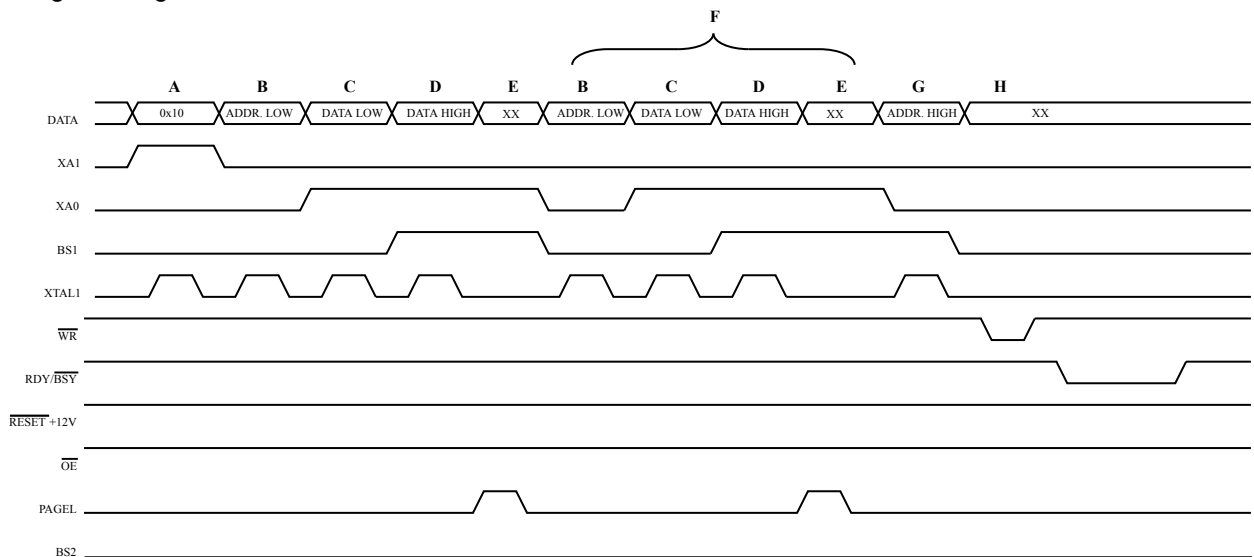 F
A B C D E B C D E G H
DATA 0x10 ADDR. LOW DATA LOW DATA HIGH XX ADDR. LOW DATA LOW DATA HIGH XX ADDR. HIGH XX
XA1
XA0
BS1
XTAL1
WR
RDY/BSY
RESET +12V
OE
PAGEL
BS2